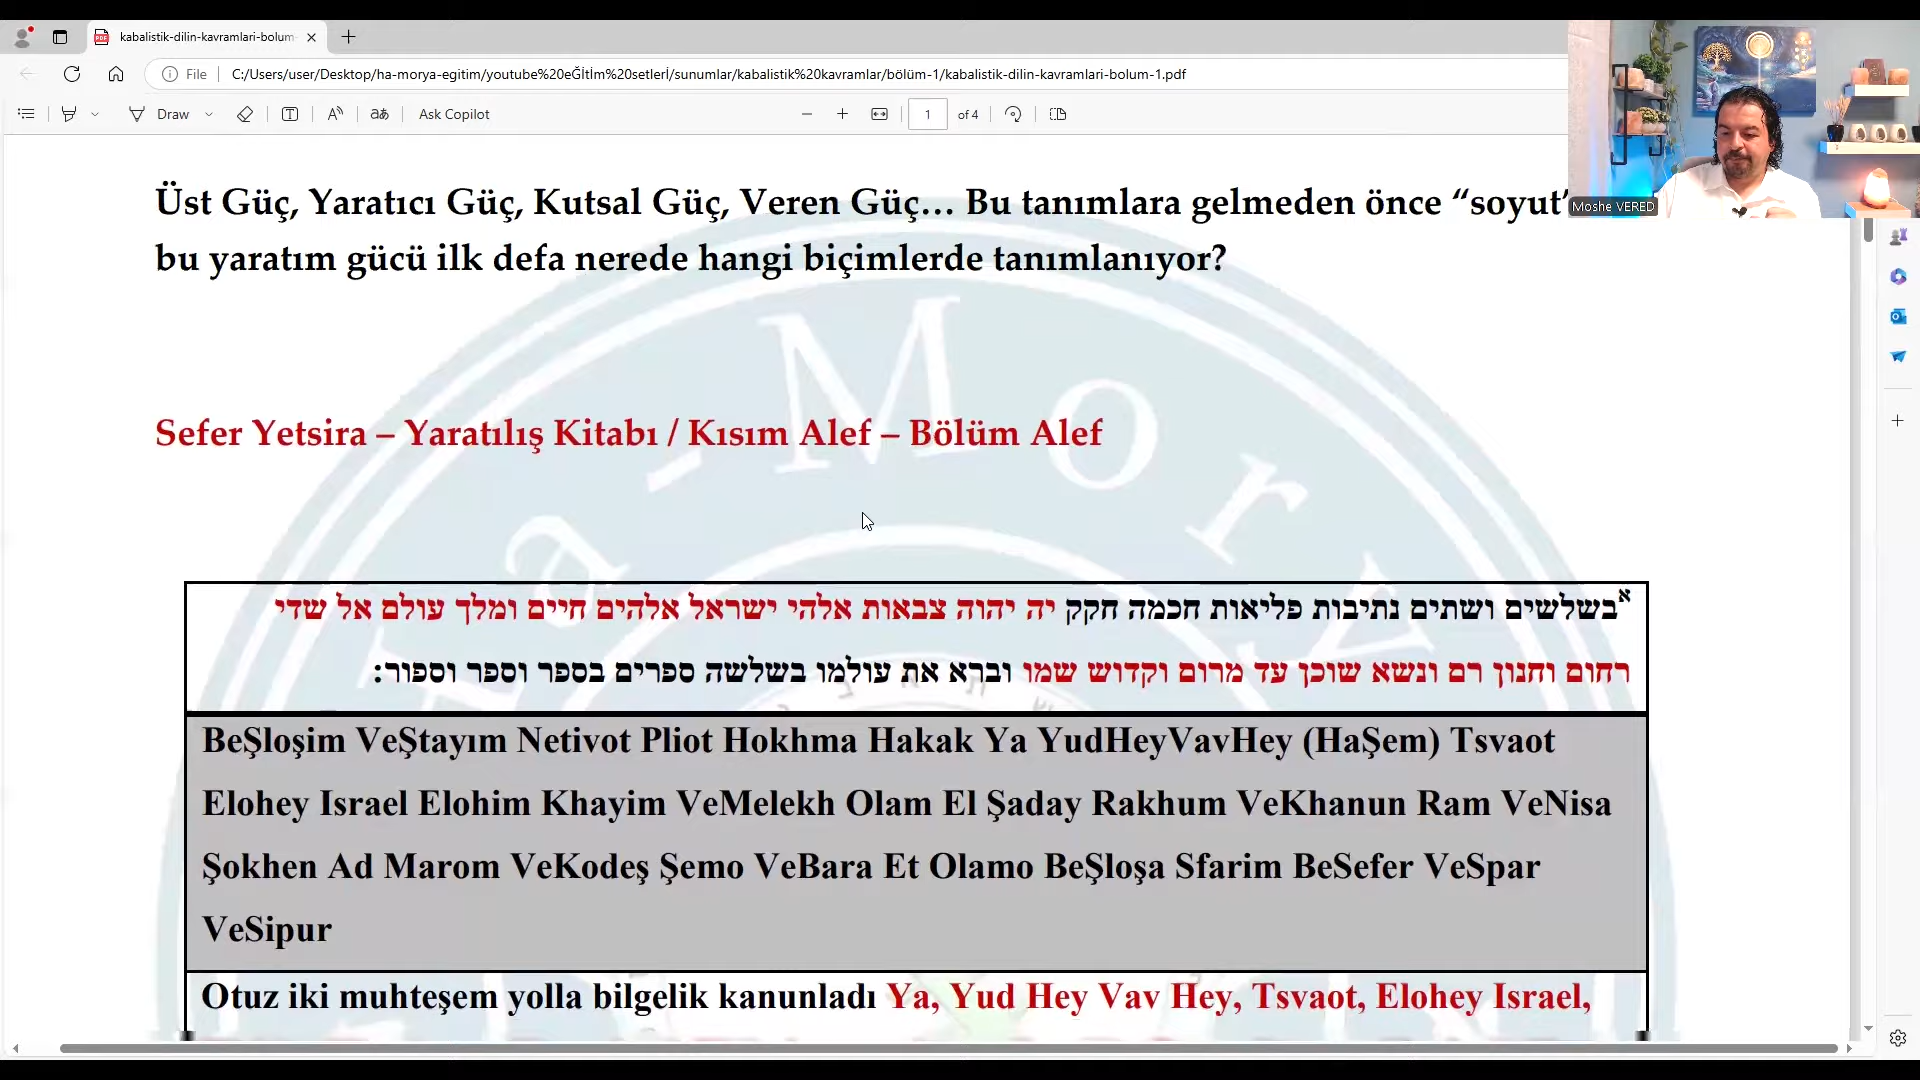 kabalistik-dilin-kavramlari-bolum-
File
C:/Users/user/Desktop/ha-morya-egitim/youtube%20eĞİtİm%20setlerİ/sunumlar/kabalistik%20kavramlar/bölüm-1/kabalistik-dilin-kavramlari-bolum-1.pdf
Draw
Ask Copilot
1 of 4
Moshe VERED
Üst Güç, Yaratıcı Güç, Kutsal Güç, Veren Güç… Bu tanımlara gelmeden önce “soyut”
bu yaratım gücü ilk defa nerede hangi biçimlerde tanımlanıyor?
Sefer Yetsira – Yaratılış Kitabı / Kısım Alef – Bölüm Alef
Ha-Mory
א בשלשים ושתים נתיבות פליאות חכמה חקק יה יהוה צבאות אלהי ישראל אלהים חיים ומלך עולם אל שדי
רחום וחנון רם ונשא שוכן עד מרום וקדוש שמו וברא את עולמו בשלשה ספרים בספר וספר וספור:
BeŞloşim VeŞtayım Netivot Pliot Hokhma Hakak Ya YudHeyVavHey (HaŞem) Tsvaot
Elohey Israel Elohim Khayim VeMelekh Olam El Şaday Rakhum VeKhanun Ram VeNisa
Şokhen Ad Marom VeKodeş Şemo VeBara Et Olamo BeŞloşa Sfarim BeSefer VeSpar
VeSipur
Otuz iki muhteşem yolla bilgelik kanunladı Ya, Yud Hey Vav Hey, Tsvaot, Elohey Israel,